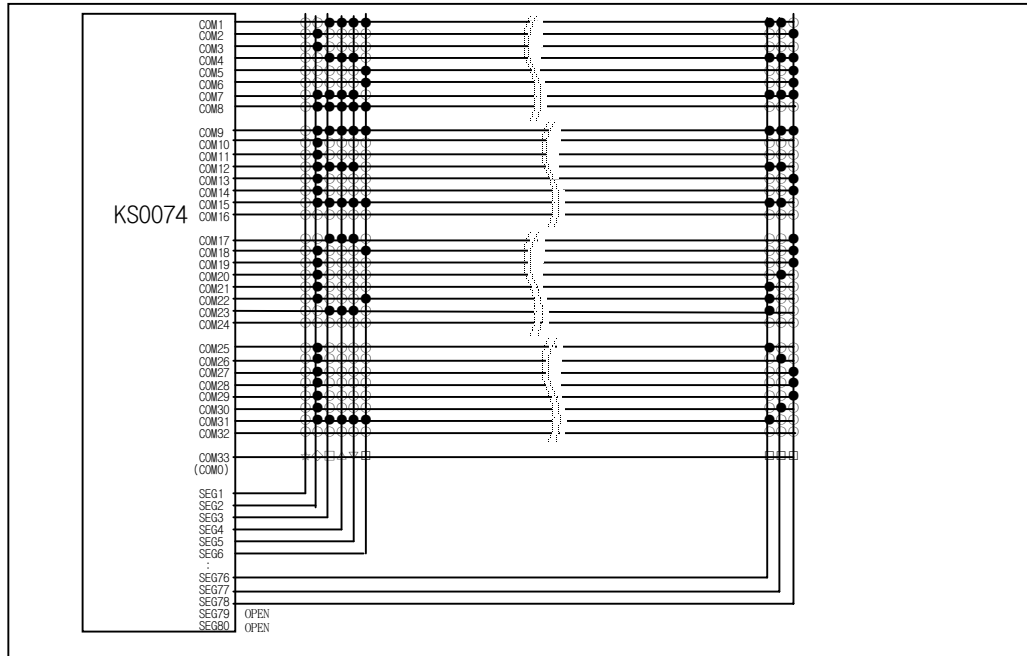 COM1
COM2
COM3
COM4
COM5
COM6
COM7
COM8
COM9
COM10
COM11
COM12
COM13
COM14
COM15
COM16
KS0074
COM17
COM18
COM19
COM20
COM21
COM22
COM23
COM24
COM25
COM26
COM27
COM28
COM29
COM30
COM31
COM32
COM33
(COM0)
SEG1
SEG2
SEG3
SEG4
SEG5
SEG6
:
SEG76
SEG77
SEG78
SEG79 OPEN
SEG80 OPEN